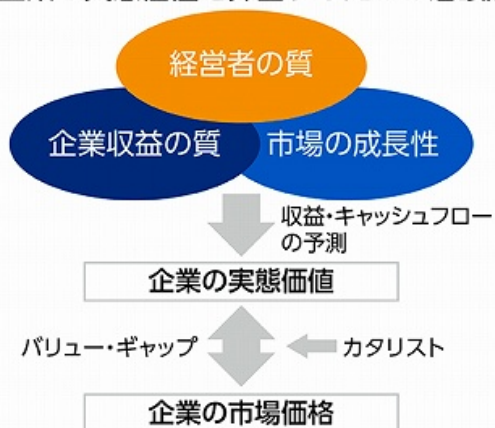 経営者の質
企業収益の質
市場の成長性
収益・キャッシュフロー
の予測
企業の実態価値
バリュー・ギャップ
カタリスト
企業の市場価格